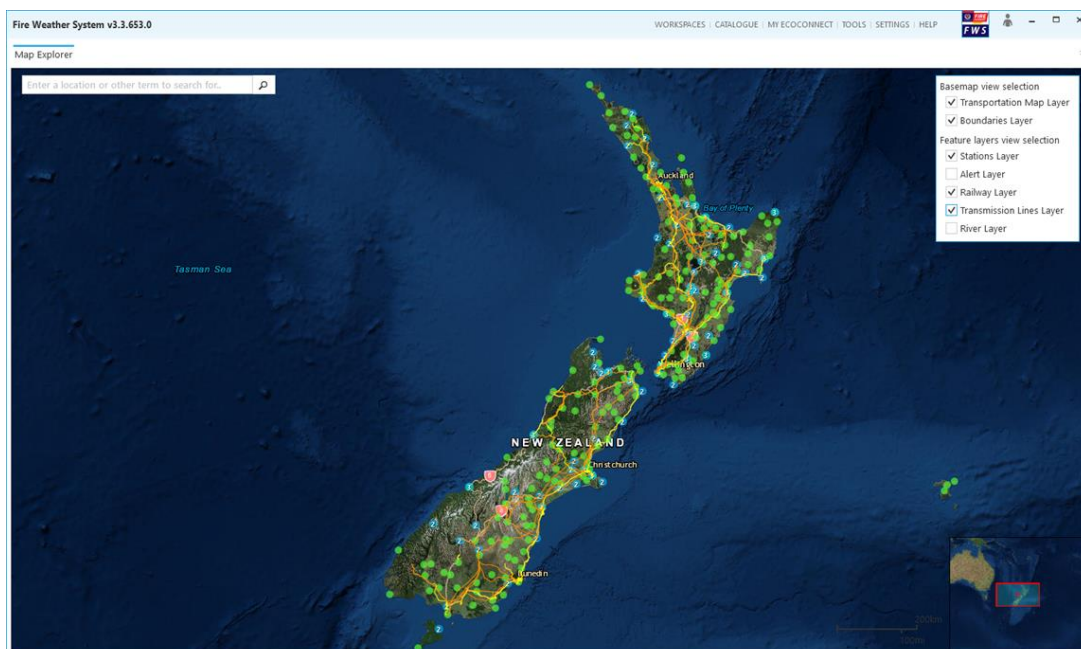 Fire Weather System v3.3.653.0
WORKSPACES | CATALOGUE | MY ECOCONNECT | TOOLS | SETTINGS | HELP
FIRE
FWS
Map Explorer
Enter a location or other term to search for..
Basemap view selection
Transportation Map Layer
Boundaries Layer
Feature layers view selection
Stations Layer
Alert Layer
Railway Layer
Transmission Lines Layer
River Layer
Auckland
Bay of Plenty
Tasman Sea
Wellington
NEW ZEALAND
Christchurch
Dunedin
200km
100mi